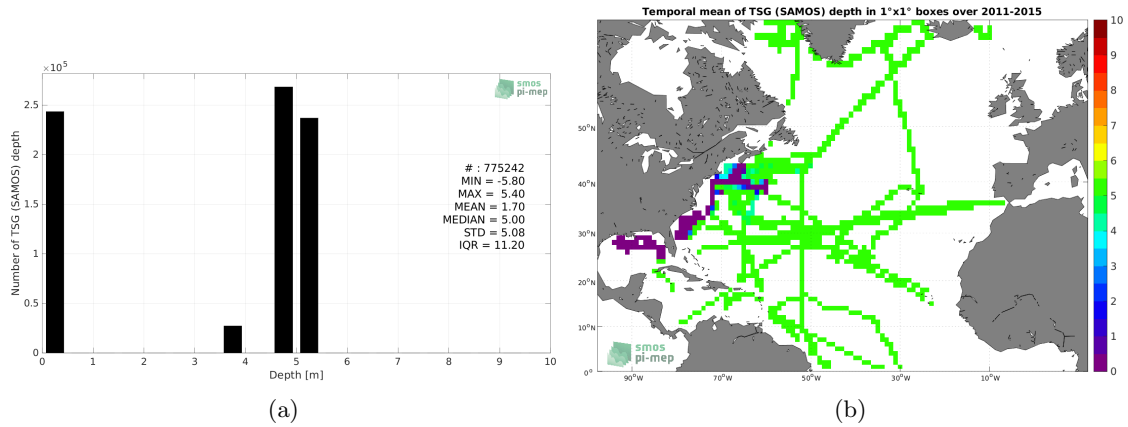 ×10⁵
2.5
2
1.5
1
0.5
0
0 1 2 3 4 5 6 7 8 9 10
Number of TSG (SAMOS) depth
Depth [m]
smos
pi-mep
# : 775242
MIN = -5.80
MAX = 5.40
MEAN = 1.70
MEDIAN = 5.00
STD = 5.08
IQR = 11.20
(a)
Temporal mean of TSG (SAMOS) depth in 1°x1° boxes over 2011-2015
50°N
40°N
30°N
20°N
10°N
0°
90°W 70°W 50°W 30°W 10°W
smos
pi-mep
10
9
8
7
6
5
4
3
2
1
0
(b)